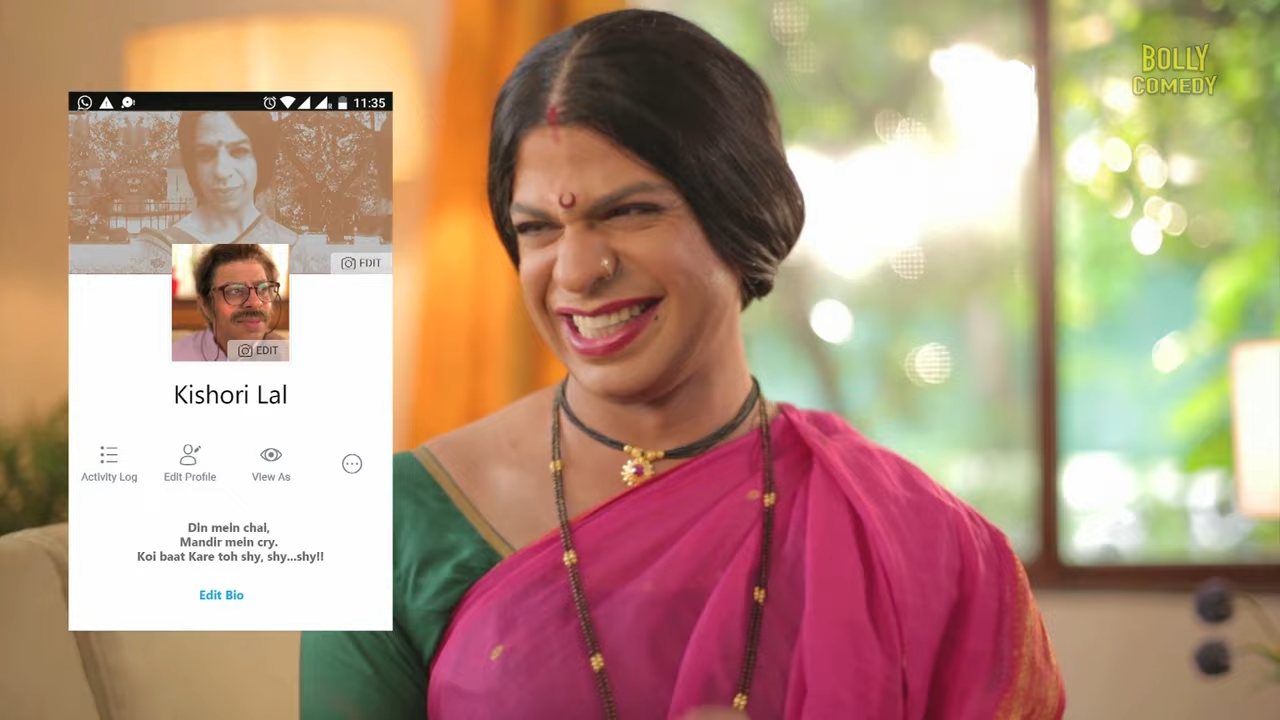 BOLLY
COMEDY
11:35
EDIT
EDIT
Kishori Lal
Activity Log
Edit Profile
View As
Din mein chai,
Mandir mein cry.
Koi baat Kare toh shy, shy...shy!!
Edit Bio